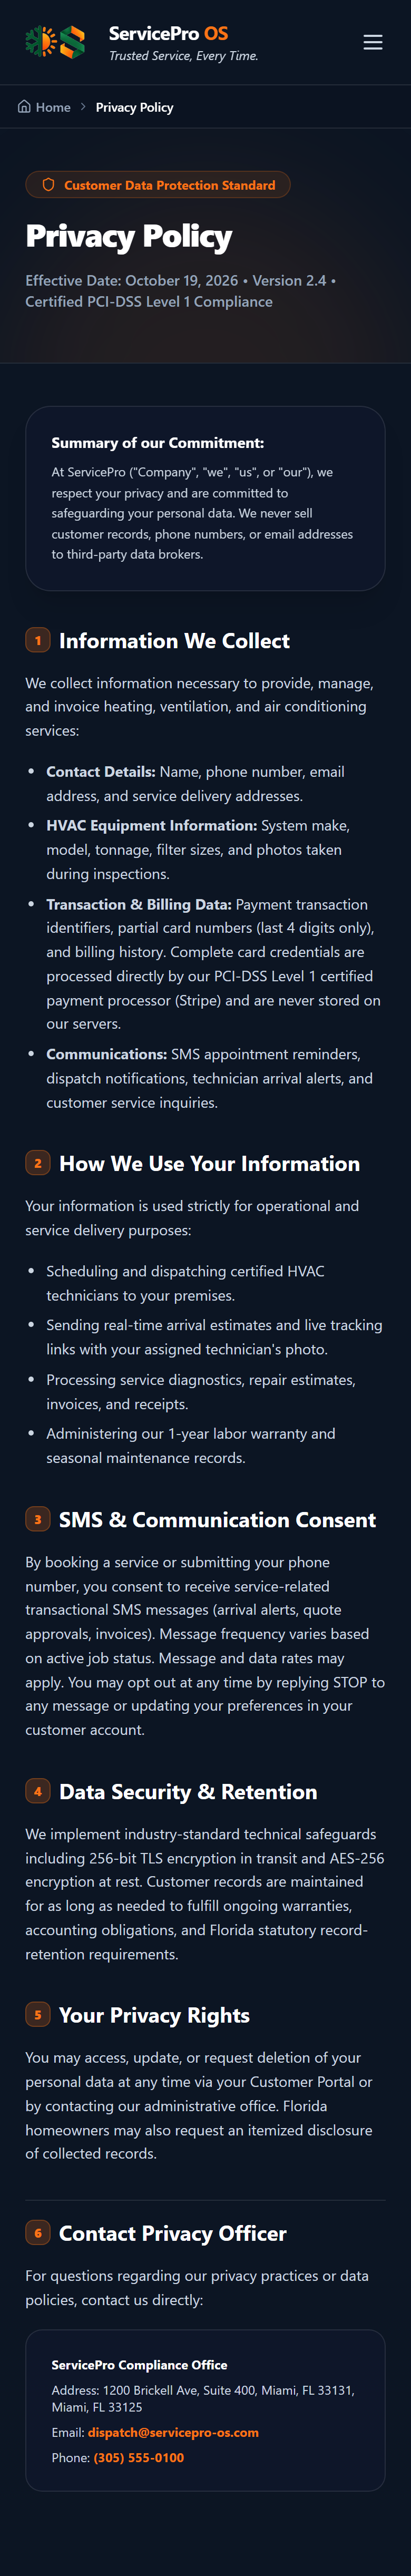 ServicePro OS
Trusted Service, Every Time.
Home > Privacy Policy
Customer Data Protection Standard
Privacy Policy
Effective Date: October 19, 2026 • Version 2.4 •
Certified PCI-DSS Level 1 Compliance
Summary of our Commitment:
At ServicePro ("Company", "we", "us", or "our"), we
respect your privacy and are committed to
safeguarding your personal data. We never sell
customer records, phone numbers, or email addresses
to third-party data brokers.
1 Information We Collect
We collect information necessary to provide, manage,
and invoice heating, ventilation, and air conditioning
services:
• Contact Details: Name, phone number, email
address, and service delivery addresses.
• HVAC Equipment Information: System make,
model, tonnage, filter sizes, and photos taken
during inspections.
• Transaction & Billing Data: Payment transaction
identifiers, partial card numbers (last 4 digits only),
and billing history. Complete card credentials are
processed directly by our PCI-DSS Level 1 certified
payment processor (Stripe) and are never stored on
our servers.
• Communications: SMS appointment reminders,
dispatch notifications, technician arrival alerts, and
customer service inquiries.
2 How We Use Your Information
Your information is used strictly for operational and
service delivery purposes:
• Scheduling and dispatching certified HVAC
technicians to your premises.
• Sending real-time arrival estimates and live tracking
links with your assigned technician's photo.
• Processing service diagnostics, repair estimates,
invoices, and receipts.
• Administering our 1-year labor warranty and
seasonal maintenance records.
3 SMS & Communication Consent
By booking a service or submitting your phone
number, you consent to receive service-related
transactional SMS messages (arrival alerts, quote
approvals, invoices). Message frequency varies based
on active job status. Message and data rates may
apply. You may opt out at any time by replying STOP to
any message or updating your preferences in your
customer account.
4 Data Security & Retention
We implement industry-standard technical safeguards
including 256-bit TLS encryption in transit and AES-256
encryption at rest. Customer records are maintained
for as long as needed to fulfill ongoing warranties,
accounting obligations, and Florida statutory record-
retention requirements.
5 Your Privacy Rights
You may access, update, or request deletion of your
personal data at any time via your Customer Portal or
by contacting our administrative office. Florida
homeowners may also request an itemized disclosure
of collected records.
6 Contact Privacy Officer
For questions regarding our privacy practices or data
policies, contact us directly:
ServicePro Compliance Office
Address: 1200 Brickell Ave, Suite 400, Miami, FL 33131,
Miami, FL 33125
Email: dispatch@servicepro-os.com
Phone: (305) 555-0100